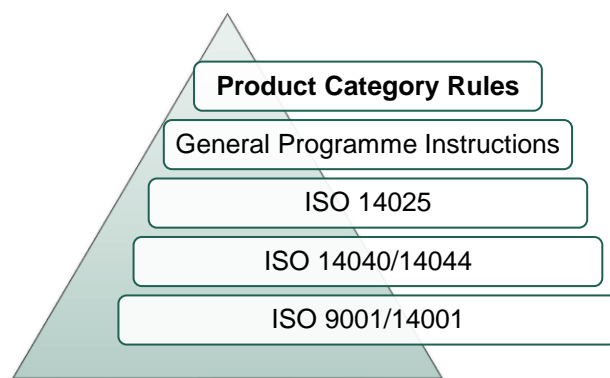 Product Category Rules
General Programme Instructions
ISO 14025
ISO 14040/14044
ISO 9001/14001